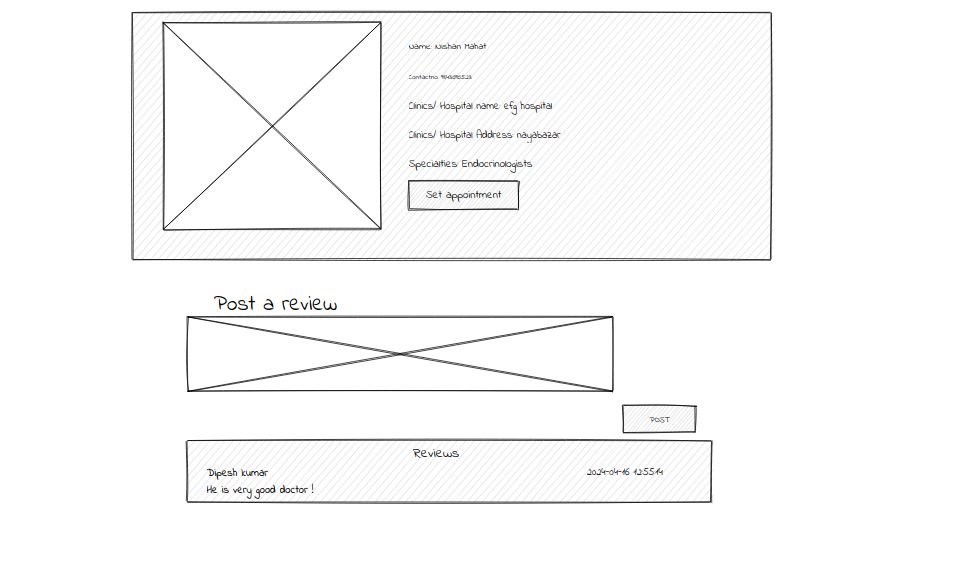 Name: Nishan Mahat
Contactno:
Clinics/ Hospital name: efg hospital
Clinics/ Hospital Address: nayabazar
Specialties: Endocrinologists
Set appointment
Post a review
POST
Reviews
Dipesh kumar 2024-04-16 12:55:14
He is very good doctor !